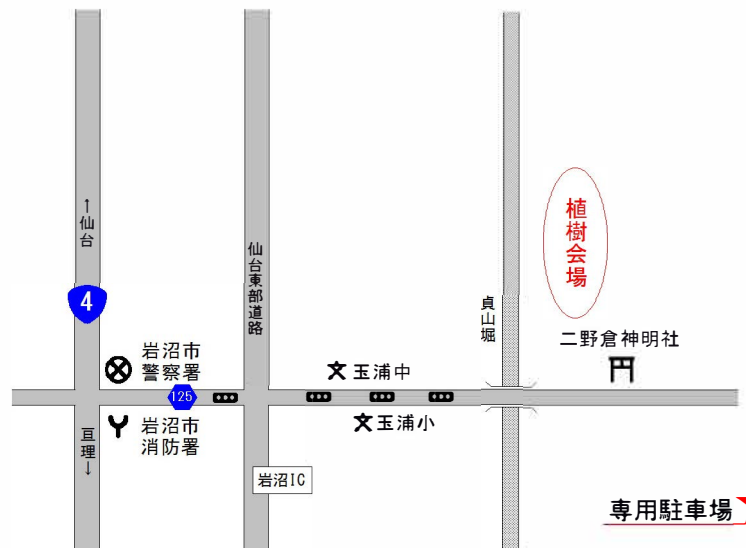 ↑仙台
4
亘理↓
岩沼市
警察署
125
岩沼市
消防署
仙台東部道路
岩沼IC
玉浦中
玉浦小
貞山堀
植樹会場
二野倉神明社
専用駐車場